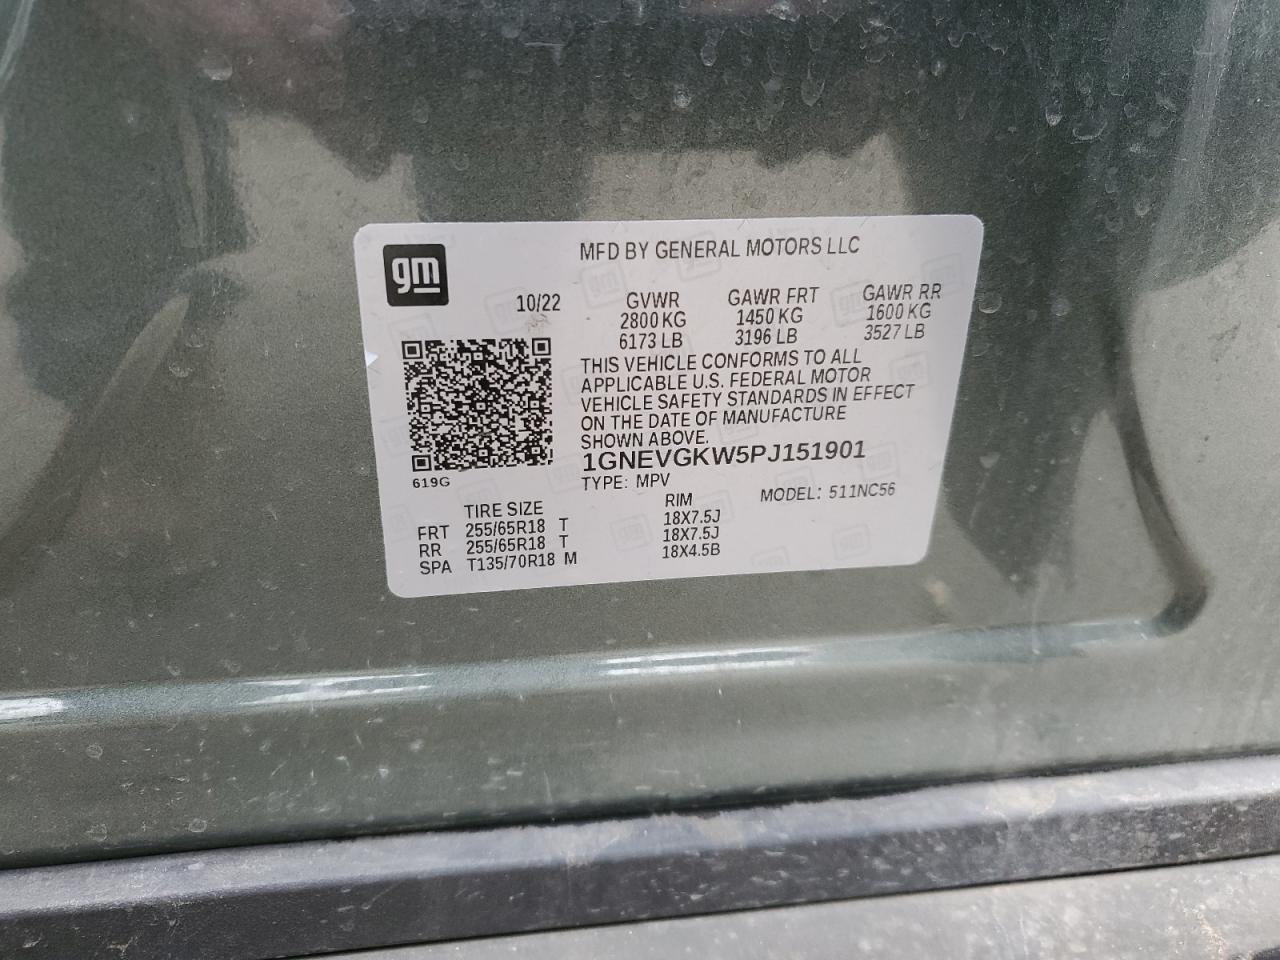 gm
MFD BY GENERAL MOTORS LLC
10/22 GVWR GAWR FRT GAWR RR
2800 KG 1450 KG 1600 KG
6173 LB 3196 LB 3527 LB
THIS VEHICLE CONFORMS TO ALL
APPLICABLE U.S. FEDERAL MOTOR
VEHICLE SAFETY STANDARDS IN EFFECT
ON THE DATE OF MANUFACTURE
SHOWN ABOVE.
1GNEVGKW5PJ151901
619G
TYPE: MPV MODEL: 511NC56
TIRE SIZE RIM
FRT 255/65R18 T 18X7.5J
RR 255/65R18 T 18X7.5J
SPA T135/70R18 M 18X4.5B